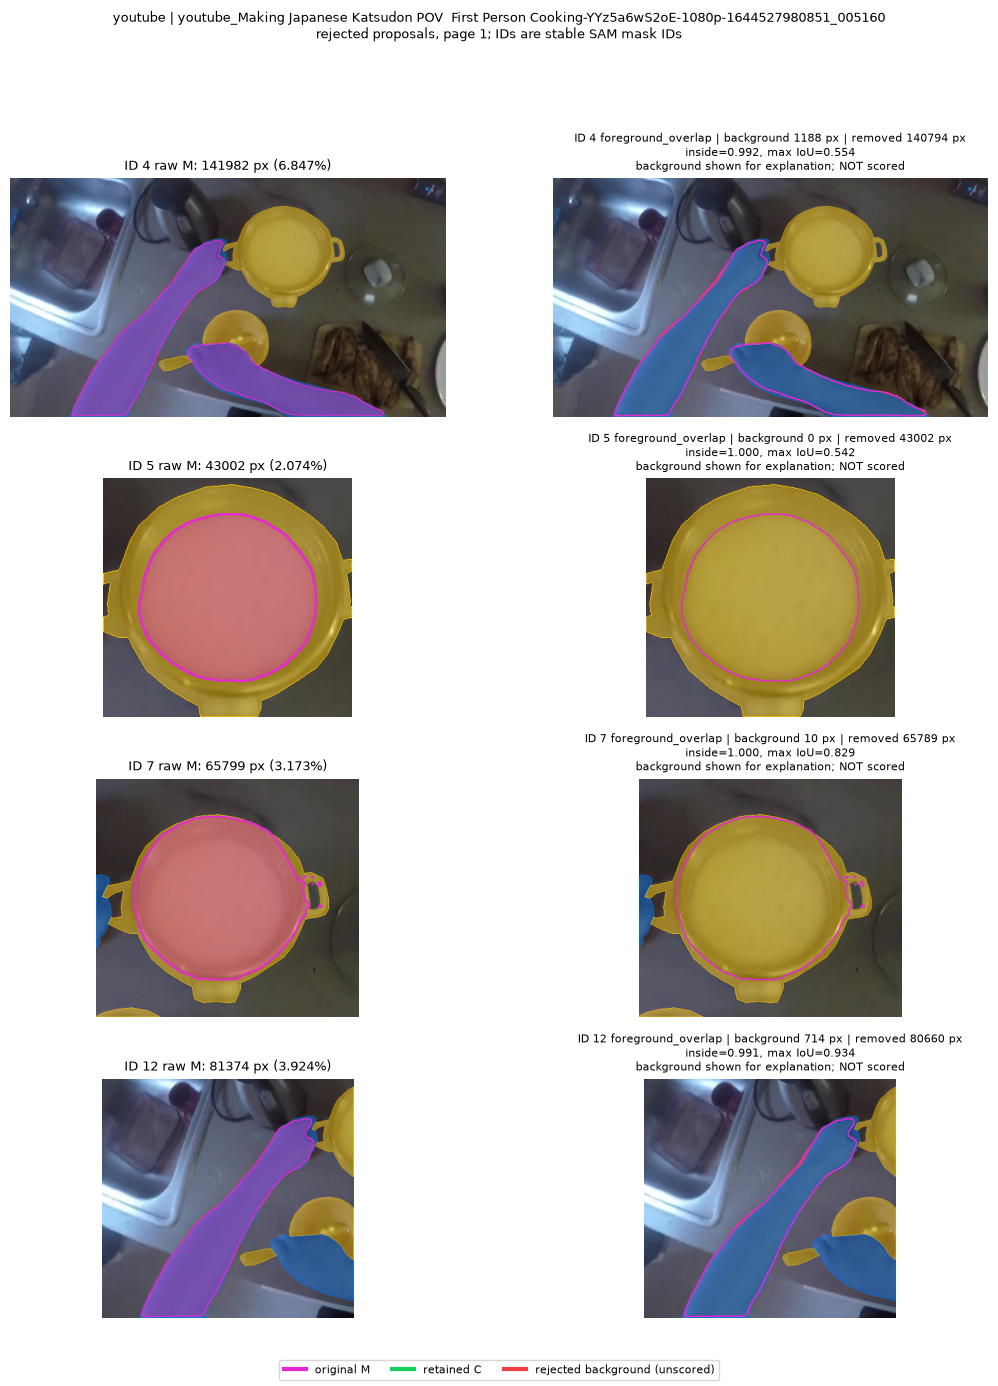 youtube | youtube_Making Japanese Katsudon POV  First Person Cooking-YYz5a6wS2oE-1080p-1644527980851_005160
rejected proposals, page 1; IDs are stable SAM mask IDs
ID 4 raw M: 141982 px (6.847%)
ID 4 foreground_overlap | background 1188 px | removed 140794 px
inside=0.992, max IoU=0.554
background shown for explanation; NOT scored
ID 5 raw M: 43002 px (2.074%)
ID 5 foreground_overlap | background 0 px | removed 43002 px
inside=1.000, max IoU=0.542
background shown for explanation; NOT scored
ID 7 raw M: 65799 px (3.173%)
ID 7 foreground_overlap | background 10 px | removed 65789 px
inside=1.000, max IoU=0.829
background shown for explanation; NOT scored
ID 12 raw M: 81374 px (3.924%)
ID 12 foreground_overlap | background 714 px | removed 80660 px
inside=0.991, max IoU=0.934
background shown for explanation; NOT scored
original M
retained C
rejected background (unscored)